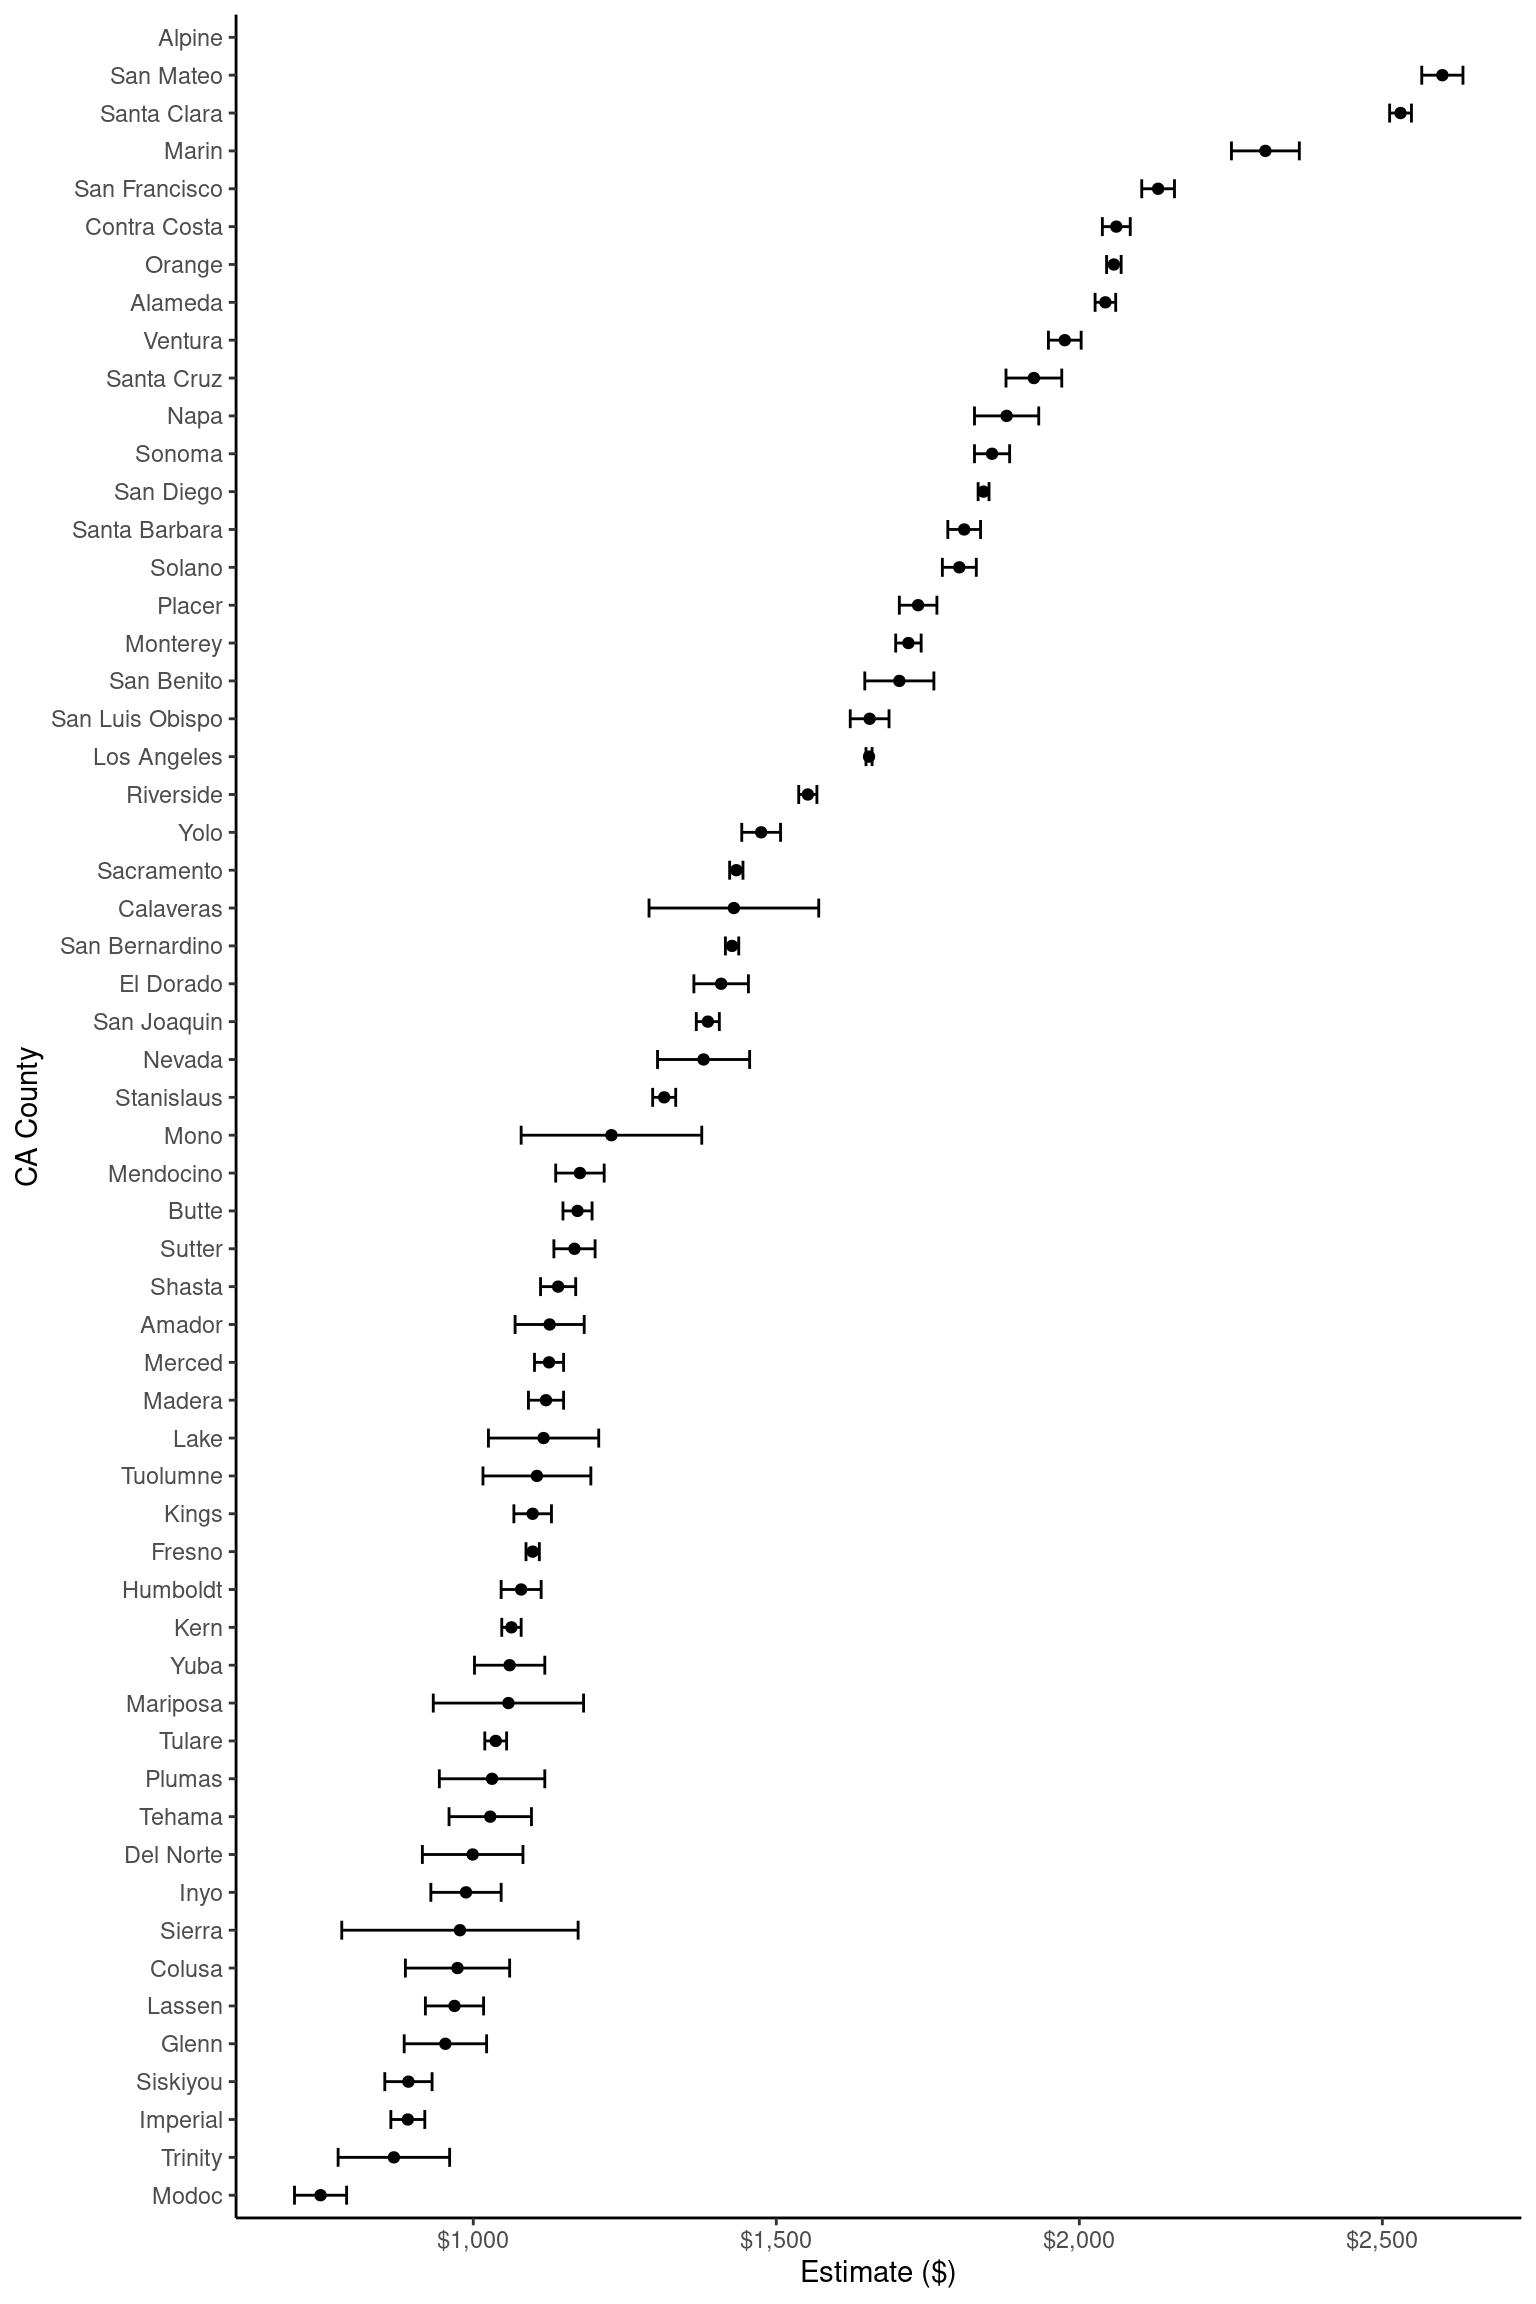 Alpine
San Mateo
Santa Clara
Marin
San Francisco
Contra Costa
Orange
Alameda
Ventura
Santa Cruz
Napa
Sonoma
San Diego
Santa Barbara
Solano
Placer
Monterey
San Benito
San Luis Obispo
Los Angeles
Riverside
Yolo
Sacramento
Calaveras
San Bernardino
El Dorado
San Joaquin
Nevada
Stanislaus
Mono
Mendocino
Butte
Sutter
Shasta
Amador
Merced
Madera
Lake
Tuolumne
Kings
Fresno
Humboldt
Kern
Yuba
Mariposa
Tulare
Plumas
Tehama
Del Norte
Inyo
Sierra
Colusa
Lassen
Glenn
Siskiyou
Imperial
Trinity
Modoc
CA County
$1,000 $1,500 $2,000 $2,500
Estimate ($)